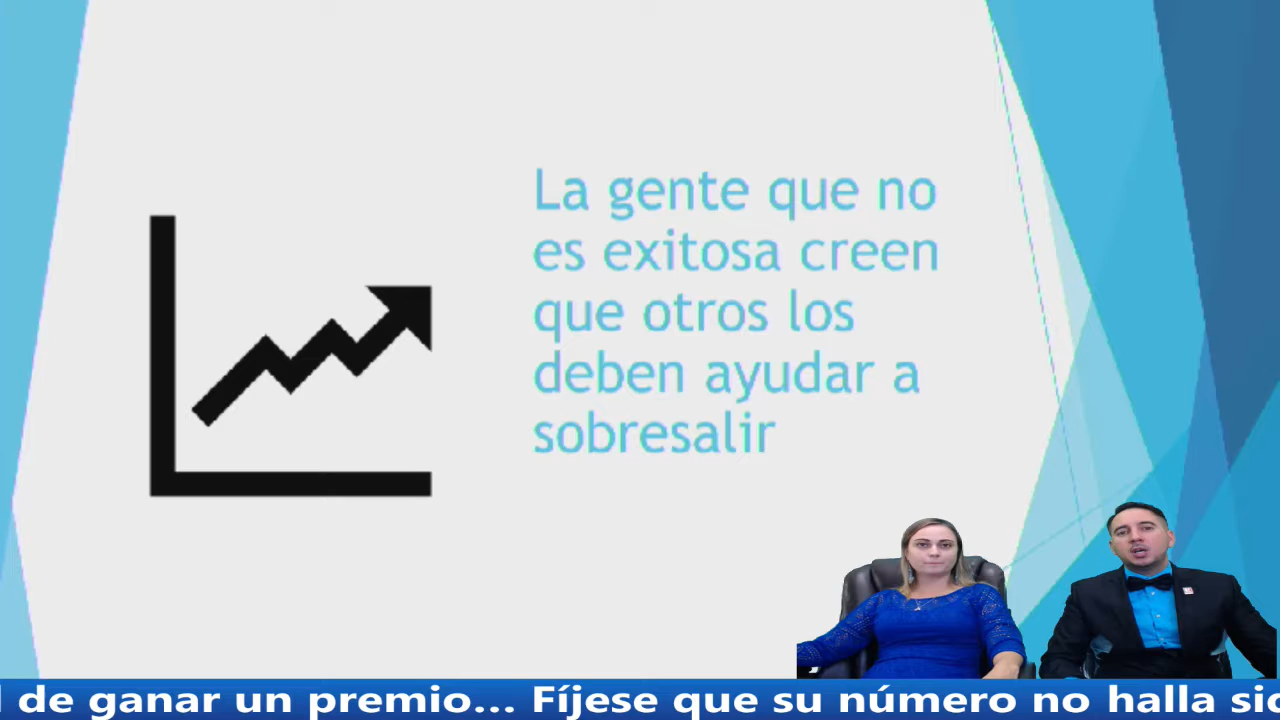 La gente que no
es exitosa creen
que otros los
deben ayudar a
sobresalir
de ganar un premio... Fíjese que su número no halla